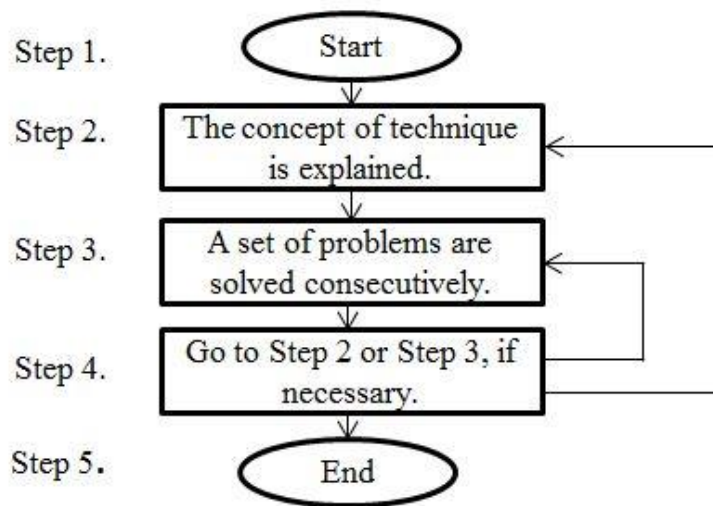 Step 1.
Start
Step 2.
The concept of technique
is explained.
Step 3.
A set of problems are
solved consecutively.
Step 4.
Go to Step 2 or Step 3, if
necessary.
Step 5.
End